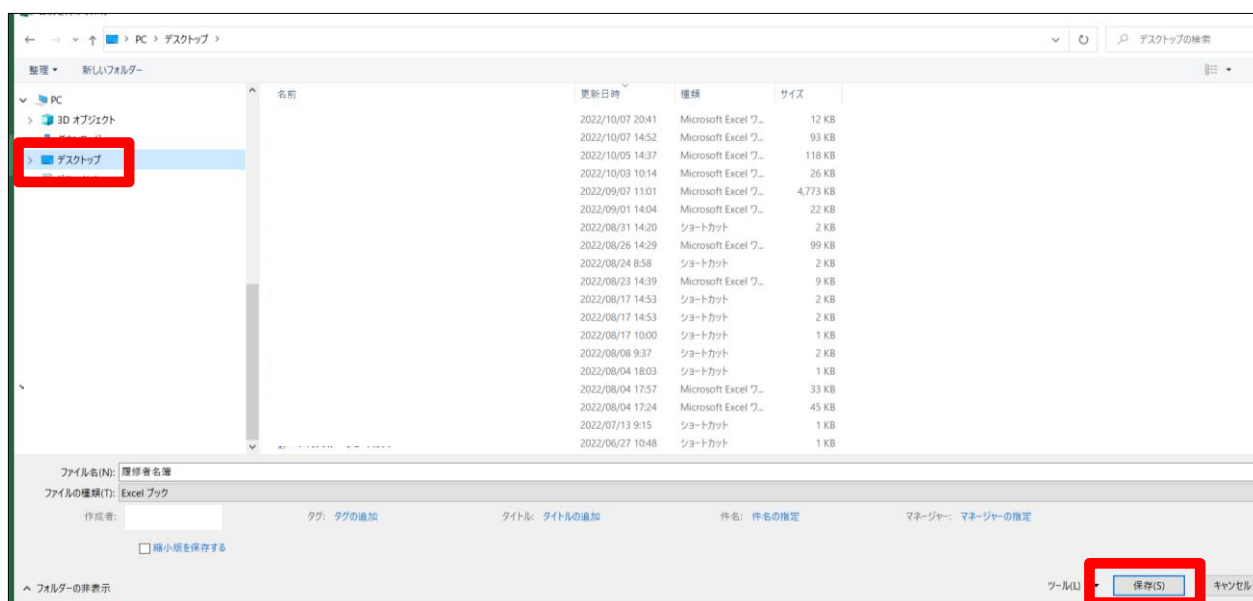 PC > デスクトップ >
デスクトップの検索
整理 新しいフォルダー
PC
3D オブジェクト
デスクトップ
名前 更新日時 種類 サイズ
2022/10/07 20:41 Microsoft Excel ワ... 12 KB
2022/10/07 14:52 Microsoft Excel ワ... 93 KB
2022/10/05 14:37 Microsoft Excel ワ... 118 KB
2022/10/03 10:14 Microsoft Excel ワ... 26 KB
2022/09/07 11:01 Microsoft Excel ワ... 4,773 KB
2022/09/01 14:04 Microsoft Excel ワ... 22 KB
2022/08/31 14:20 ショートカット 2 KB
2022/08/26 14:29 Microsoft Excel ワ... 99 KB
2022/08/24 8:58 ショートカット 2 KB
2022/08/23 14:39 Microsoft Excel ワ... 9 KB
2022/08/17 14:53 ショートカット 2 KB
2022/08/17 14:53 ショートカット 2 KB
2022/08/17 10:00 ショートカット 1 KB
2022/08/08 9:37 ショートカット 2 KB
2022/08/04 18:03 ショートカット 1 KB
2022/08/04 17:57 Microsoft Excel ワ... 33 KB
2022/08/04 17:24 Microsoft Excel ワ... 45 KB
2022/07/13 9:15 ショートカット 1 KB
2022/06/27 10:48 ショートカット 1 KB
ファイル名(N): 履修者名簿
ファイルの種類(T): Excel ブック
作成者: タグ: タグの追加 タイトル: タイトルの追加 件名: 件名の指定 マネージャー: マネージャーの指定
縮小版を保存する
フォルダーの非表示 ツール(L) 保存(S) キャンセル